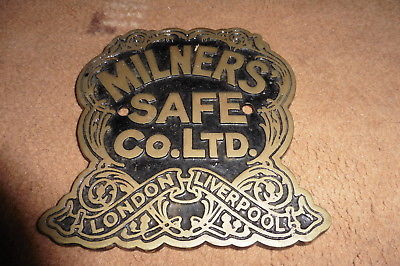 MILNERS'
SAFE
CO. LTD.
LONDON LIVERPOOL